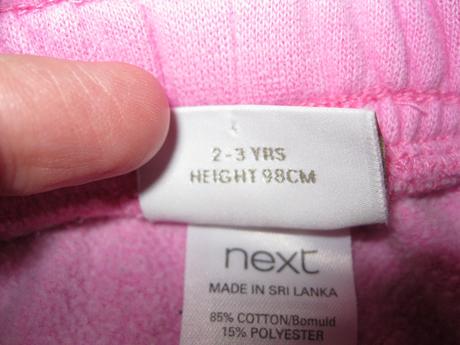 2-3 YRS
HEIGHT 98CM
next
MADE IN SRI LANKA
85% COTTON/Bomuld
15% POLYESTER